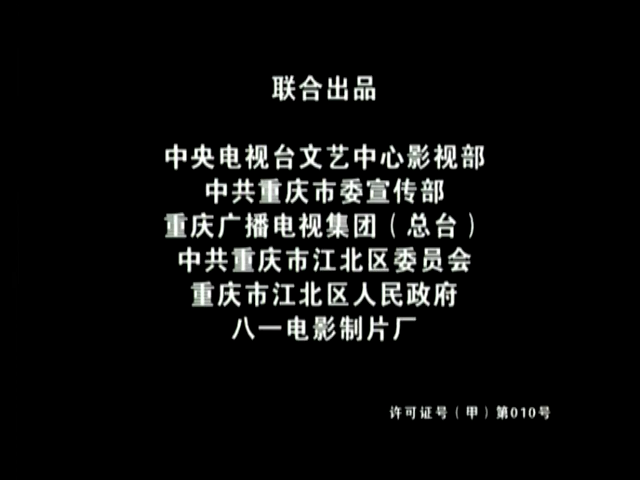 联合出品
中央电视台文艺中心影视部
中共重庆市委宣传部
重庆广播电视集团（总台）
中共重庆市江北区委员会
重庆市江北区人民政府
八一电影制片厂
许可证号（甲）第010号